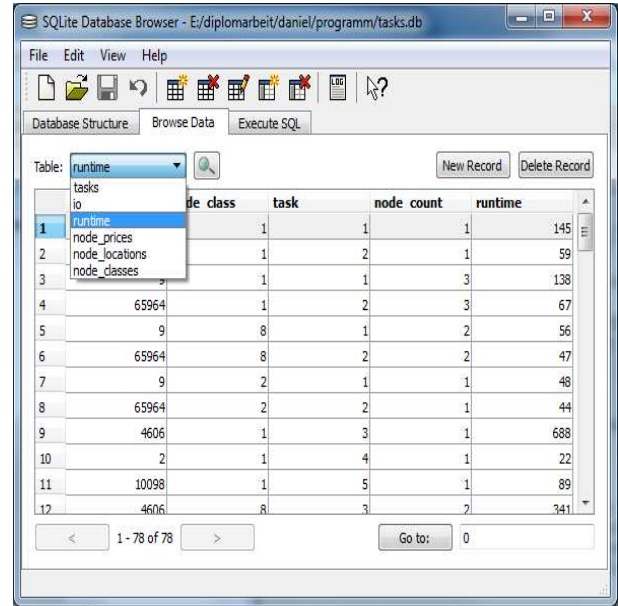 SQLite Database Browser - E:/diplomarbeit/daniel/programm/tasks.db
File Edit View Help
LOG
Database Structure Browse Data Execute SQL
Table: runtime New Record Delete Record
tasks
io
runtime
node_prices
node_locations
node_classes
class task node_count runtime
1 1 1 1 145
2 1 2 1 59
3 1 1 3 138
4 65964 1 2 3 67
5 9 8 1 2 56
6 65964 8 2 2 47
7 9 2 1 1 48
8 65964 2 2 1 44
9 4606 1 3 1 688
10 2 1 4 1 22
11 10098 1 5 1 89
12 4606 8 3 2 341
< 1 - 78 of 78 > Go to: 0